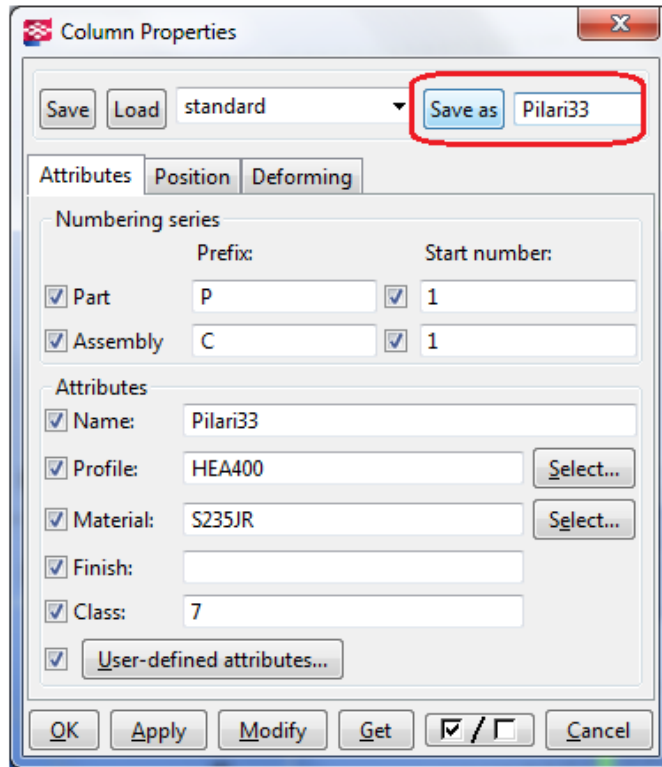 Column Properties
Save Load standard Save as Pilari33
Attributes Position Deforming
Numbering series
Prefix: Start number:
Part P 1
Assembly C 1
Attributes
Name: Pilari33
Profile: HEA400 Select...
Material: S235JR Select...
Finish:
Class: 7
User-defined attributes...
OK Apply Modify Get / Cancel